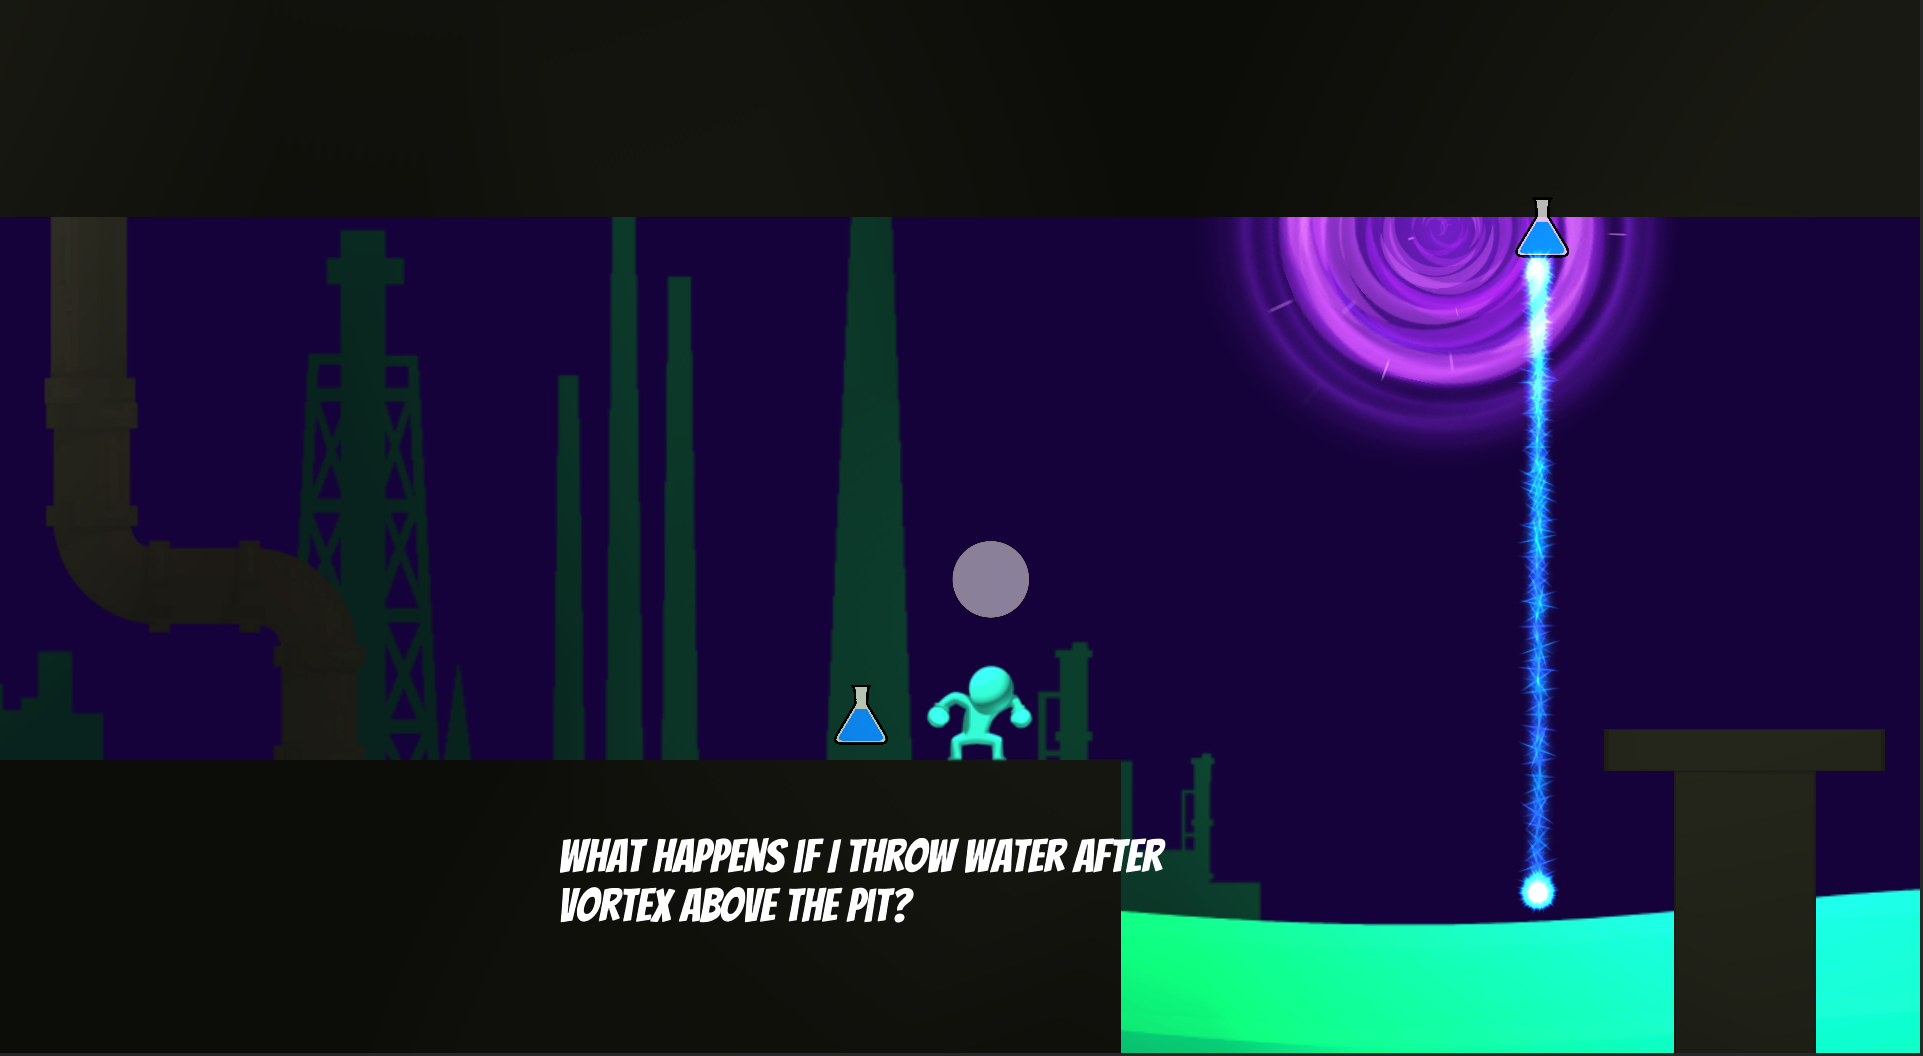 WHAT HAPPENS IF I THROW WATER AFTER
VORTEX ABOVE THE PIT?